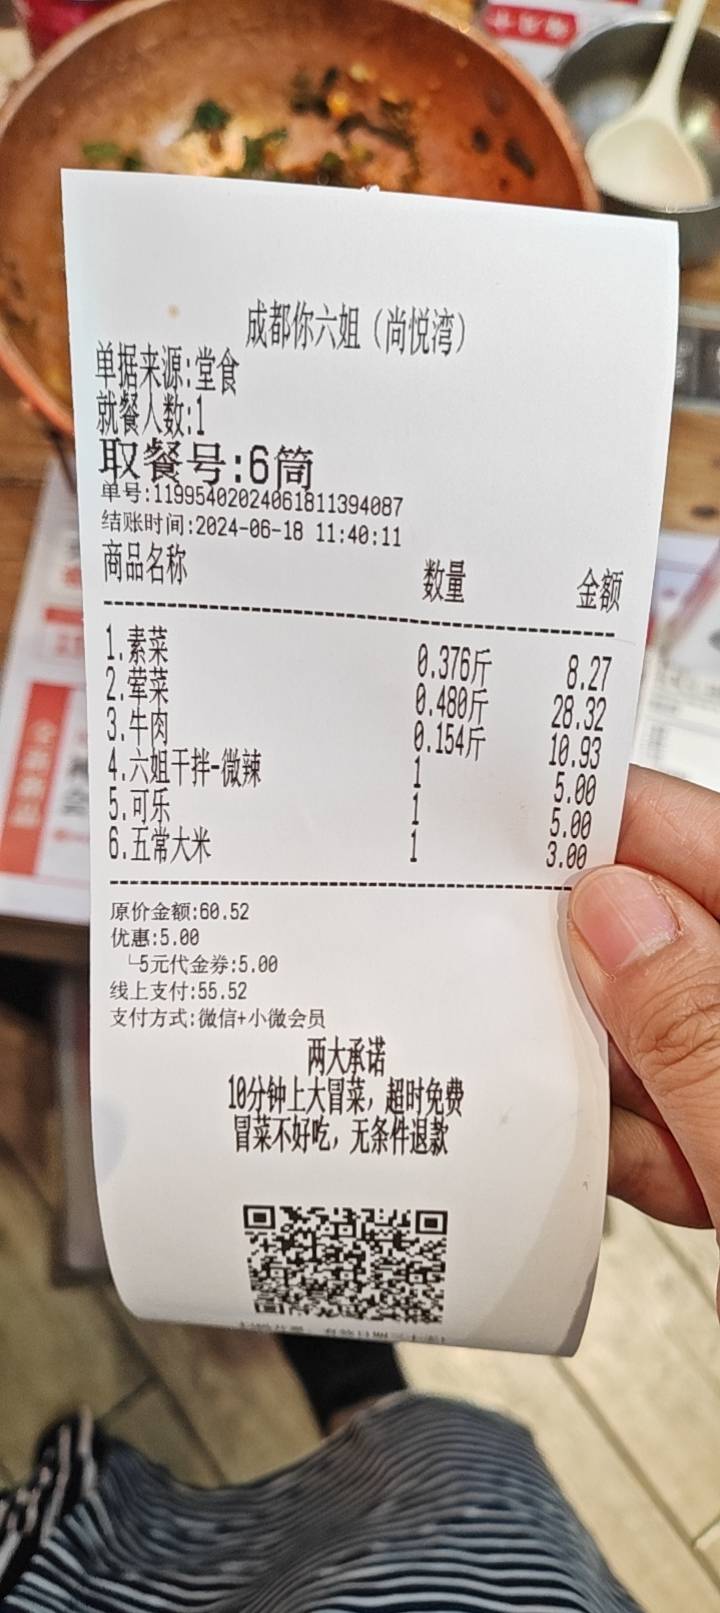 成都你六姐（尚悦湾）
单据来源:堂食
就餐人数:1
取餐号:6筒
单号:11995402024061811394087
结账时间:2024-06-18 11:40:11
商品名称 数量 金额
1.素菜 0.376斤 8.27
2.荤菜 0.480斤 28.32
3.牛肉 0.154斤 10.93
4.六姐干拌-微辣 1 5.00
5.可乐 1 5.00
6.五常大米 1 3.00
原价金额:60.52
优惠:5.00
└5元代金券:5.00
线上支付:55.52
支付方式:微信+小微会员
两大承诺
10分钟上大冒菜，超时免费
冒菜不好吃，无条件退款